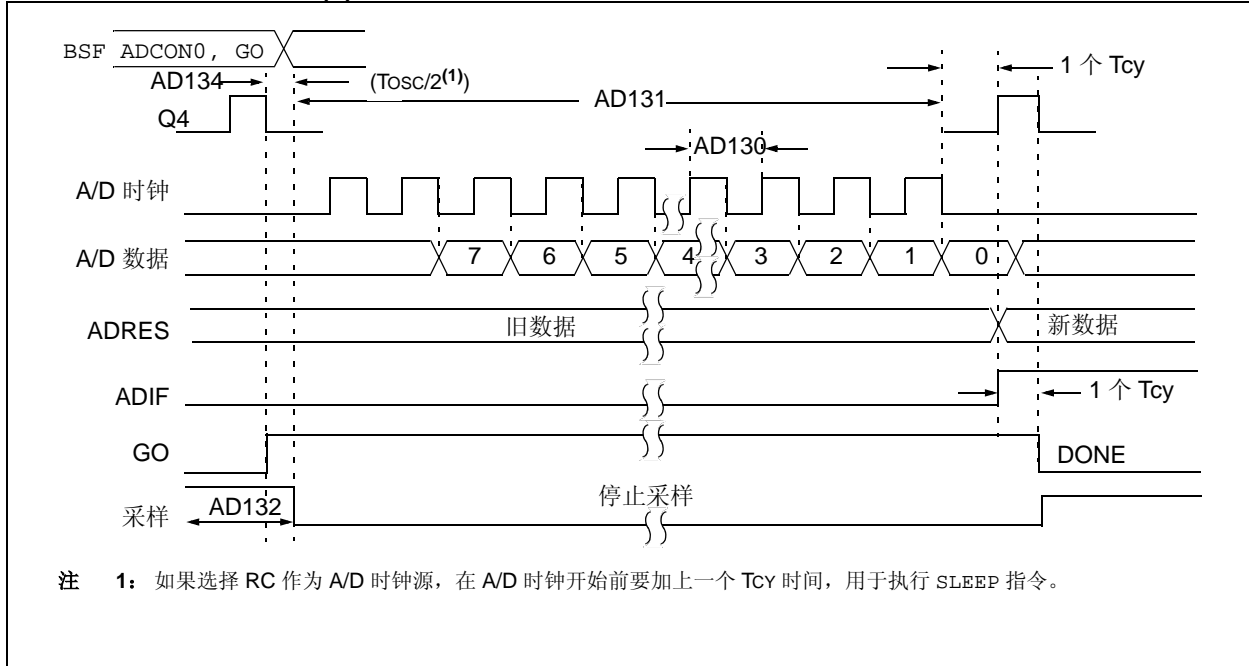 BSF ADCON0, GO
AD134
(TOSC/2(1))
AD131
1 个 TCY
Q4
AD130
A/D 时钟
A/D 数据
7 6 5 4 3 2 1 0
ADRES
旧数据
新数据
ADIF
1 个 TCY
GO
DONE
采样
AD132
停止采样
注 1: 如果选择 RC 作为 A/D 时钟源，在 A/D 时钟开始前要加上一个 TCY 时间，用于执行 SLEEP 指令。